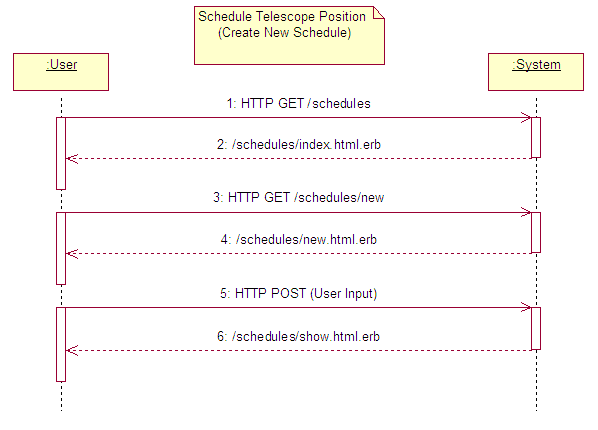 Schedule Telescope Position
(Create New Schedule)
:User
:System
1: HTTP GET /schedules
2: /schedules/index.html.erb
3: HTTP GET /schedules/new
4: /schedules/new.html.erb
5: HTTP POST (User Input)
6: /schedules/show.html.erb